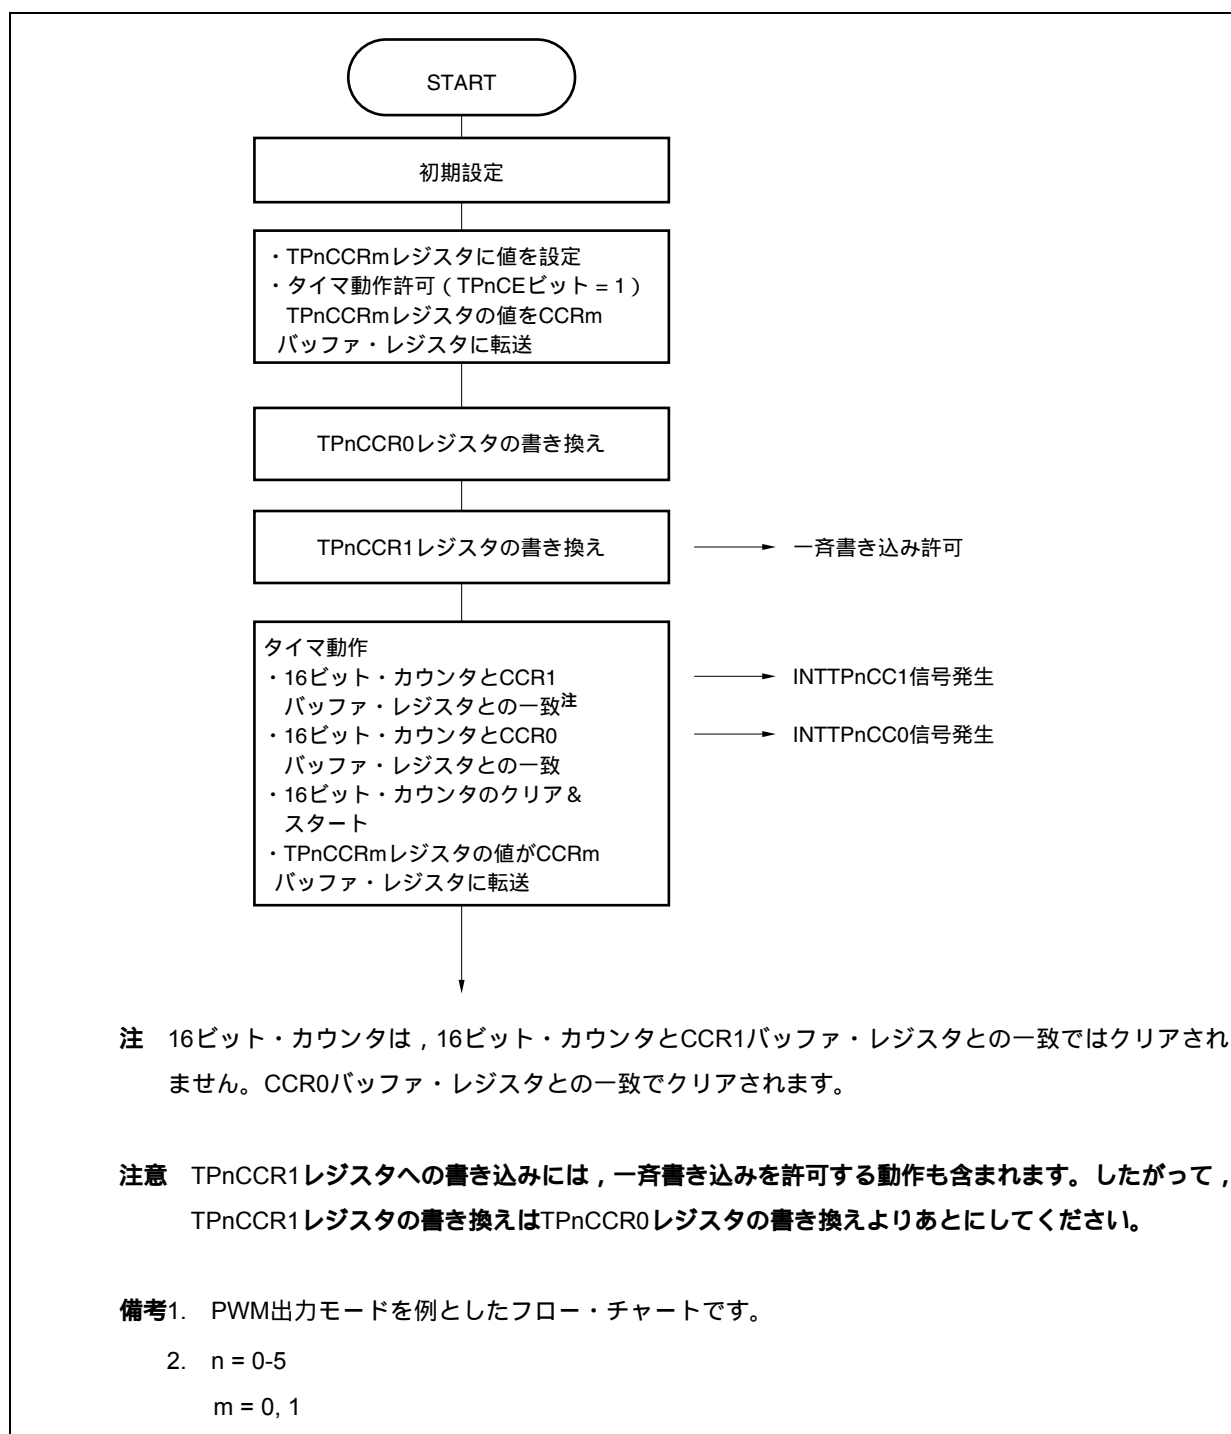 START
初期設定
・TPnCCRmレジスタに値を設定
・タイマ動作許可（TPnCEビット = 1）
TPnCCRmレジスタの値をCCRm
バッファ・レジスタに転送
TPnCCR0レジスタの書き換え
TPnCCR1レジスタの書き換え
一斉書き込み許可
タイマ動作
・16ビット・カウンタとCCR1
バッファ・レジスタとの一致注
INTTPnCC1信号発生
・16ビット・カウンタとCCR0
バッファ・レジスタとの一致
INTTPnCC0信号発生
・16ビット・カウンタのクリア＆
スタート
・TPnCCRmレジスタの値がCCRm
バッファ・レジスタに転送
注 16ビット・カウンタは，16ビット・カウンタとCCR1バッファ・レジスタとの一致ではクリアされ
ません。CCR0バッファ・レジスタとの一致でクリアされます。
注意 TPnCCR1レジスタへの書き込みには，一斉書き込みを許可する動作も含まれます。したがって，
TPnCCR1レジスタの書き換えはTPnCCR0レジスタの書き換えよりあとにしてください。
備考1. PWM出力モードを例としたフロー・チャートです。
2. n = 0-5
m = 0, 1